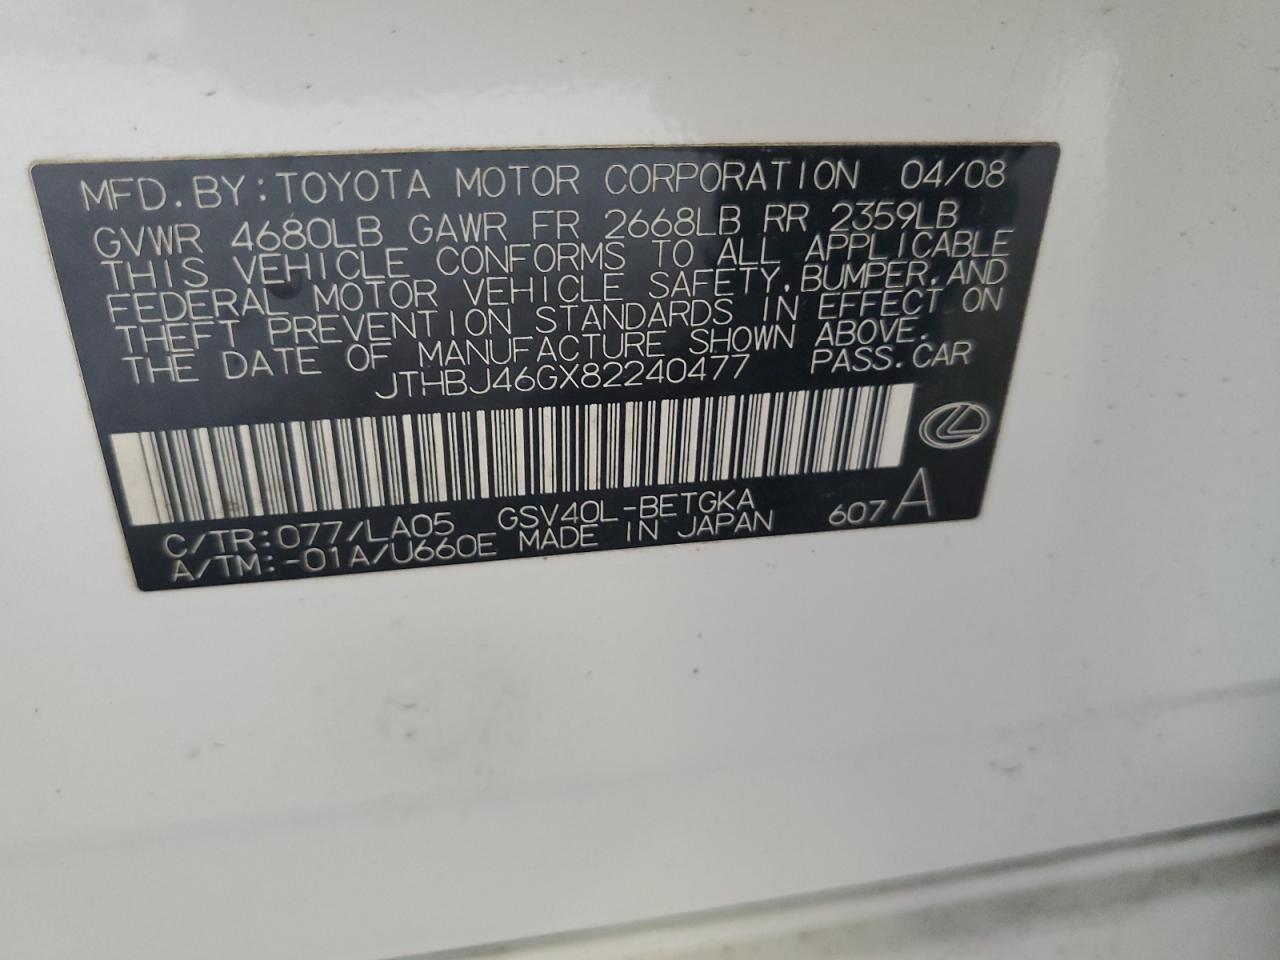 MFD. BY: TOYOTA MOTOR CORPORATION 04/08
GVWR 4680LB GAWR FR 2668LB RR 2359LB
THIS VEHICLE CONFORMS TO ALL APPLICABLE
FEDERAL MOTOR VEHICLE SAFETY, BUMPER, AND
THEFT PREVENTION STANDARDS IN EFFECT ON
THE DATE OF MANUFACTURE SHOWN ABOVE.
JTHBJ46GX82240477 PASS. CAR
C/TR: 077/LA05 GSV40L-BETGKA 607 A
A/TM: -01A/U660E MADE IN JAPAN